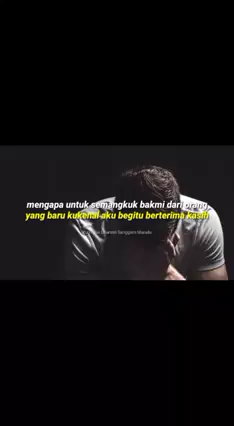 mengapa untuk semangkuk bakmi dari orang
yang baru kukenal aku begitu berterima kasih